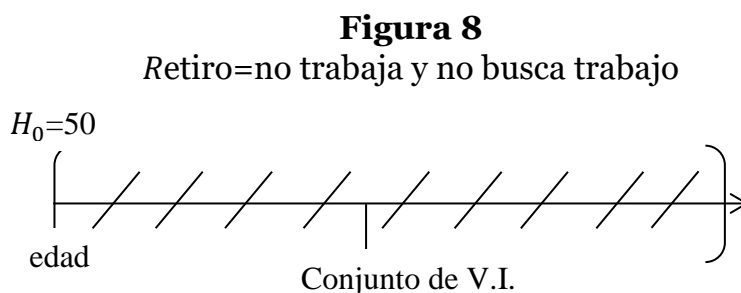 Figura 8
Retiro=no trabaja y no busca trabajo
H₀=50
edad
Conjunto de V.I.